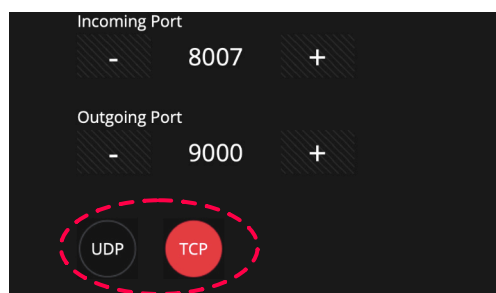 Incoming Port
- 8007 +
Outgoing Port
- 9000 +
UDP TCP